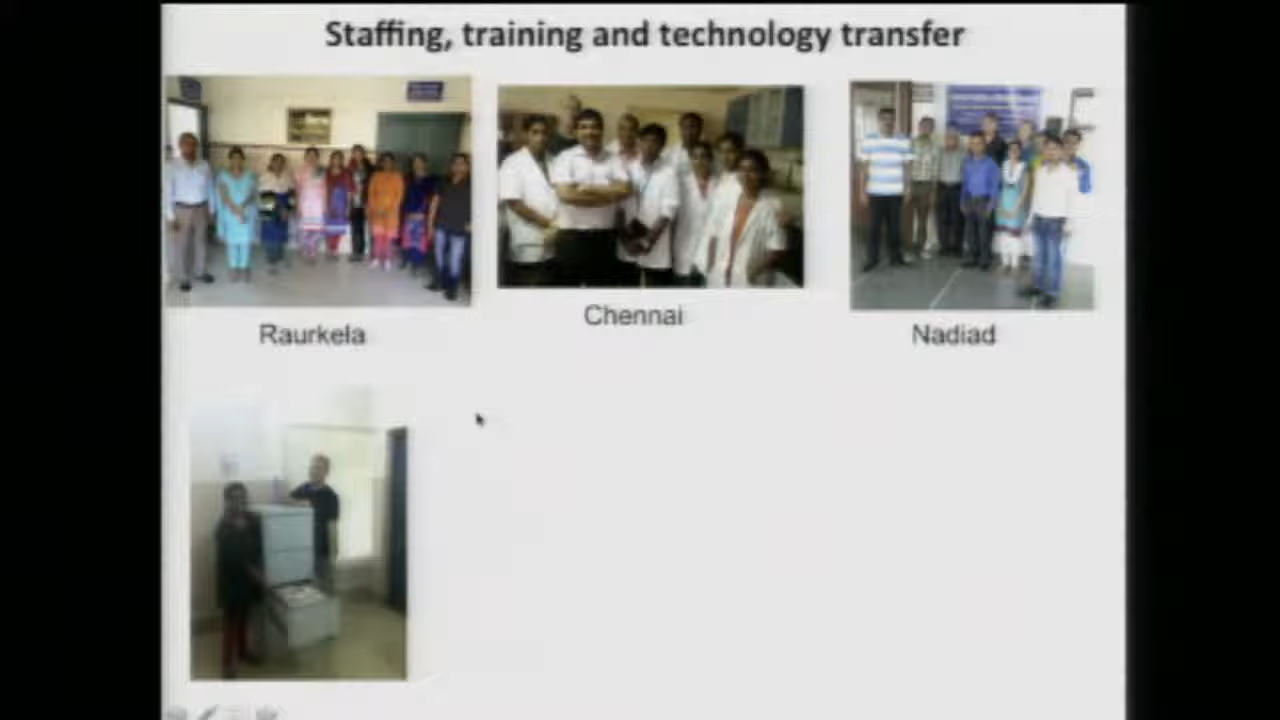 Staffing, training and technology transfer
Raurkela
Chennai
Nadiad